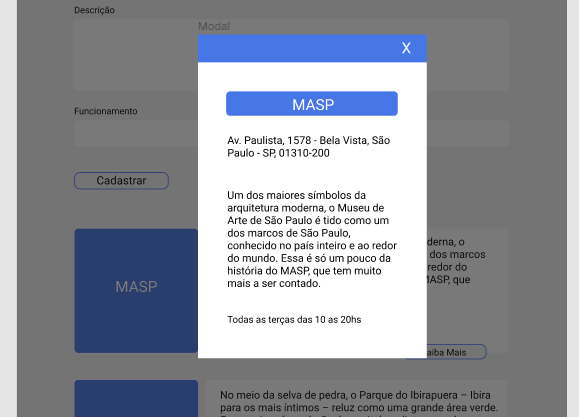 Descrição
Modal
X
MASP
Av. Paulista, 1578 - Bela Vista, São
Paulo - SP, 01310-200
Funcionamento
Cadastrar
Um dos maiores símbolos da
arquitetura moderna, o Museu de
Arte de São Paulo é tido como um
dos marcos de São Paulo,
conhecido no país inteiro e ao redor
do mundo. Essa é só um pouco da
história do MASP, que tem muito
mais a ser contado.
Todas as terças das 10 as 20hs
MASP
derna, o
dos marcos
redor do
MASP, que
aiba Mais
No meio da selva de pedra, o Parque do Ibirapuera – Ibira
para os mais íntimos – reluz como uma grande área verde.